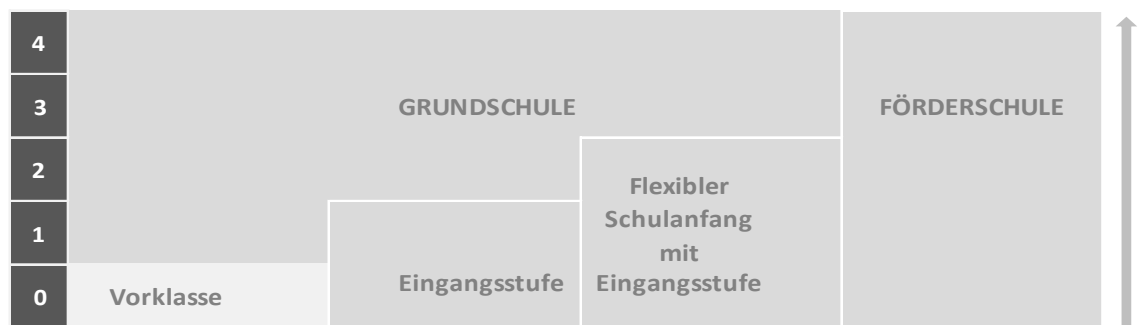 4
3 GRUNDSCHULE FÖRDERSCHULE
2
Flexibler
Schulanfang
1
mit
0 Vorklasse Eingangsstufe Eingangsstufe